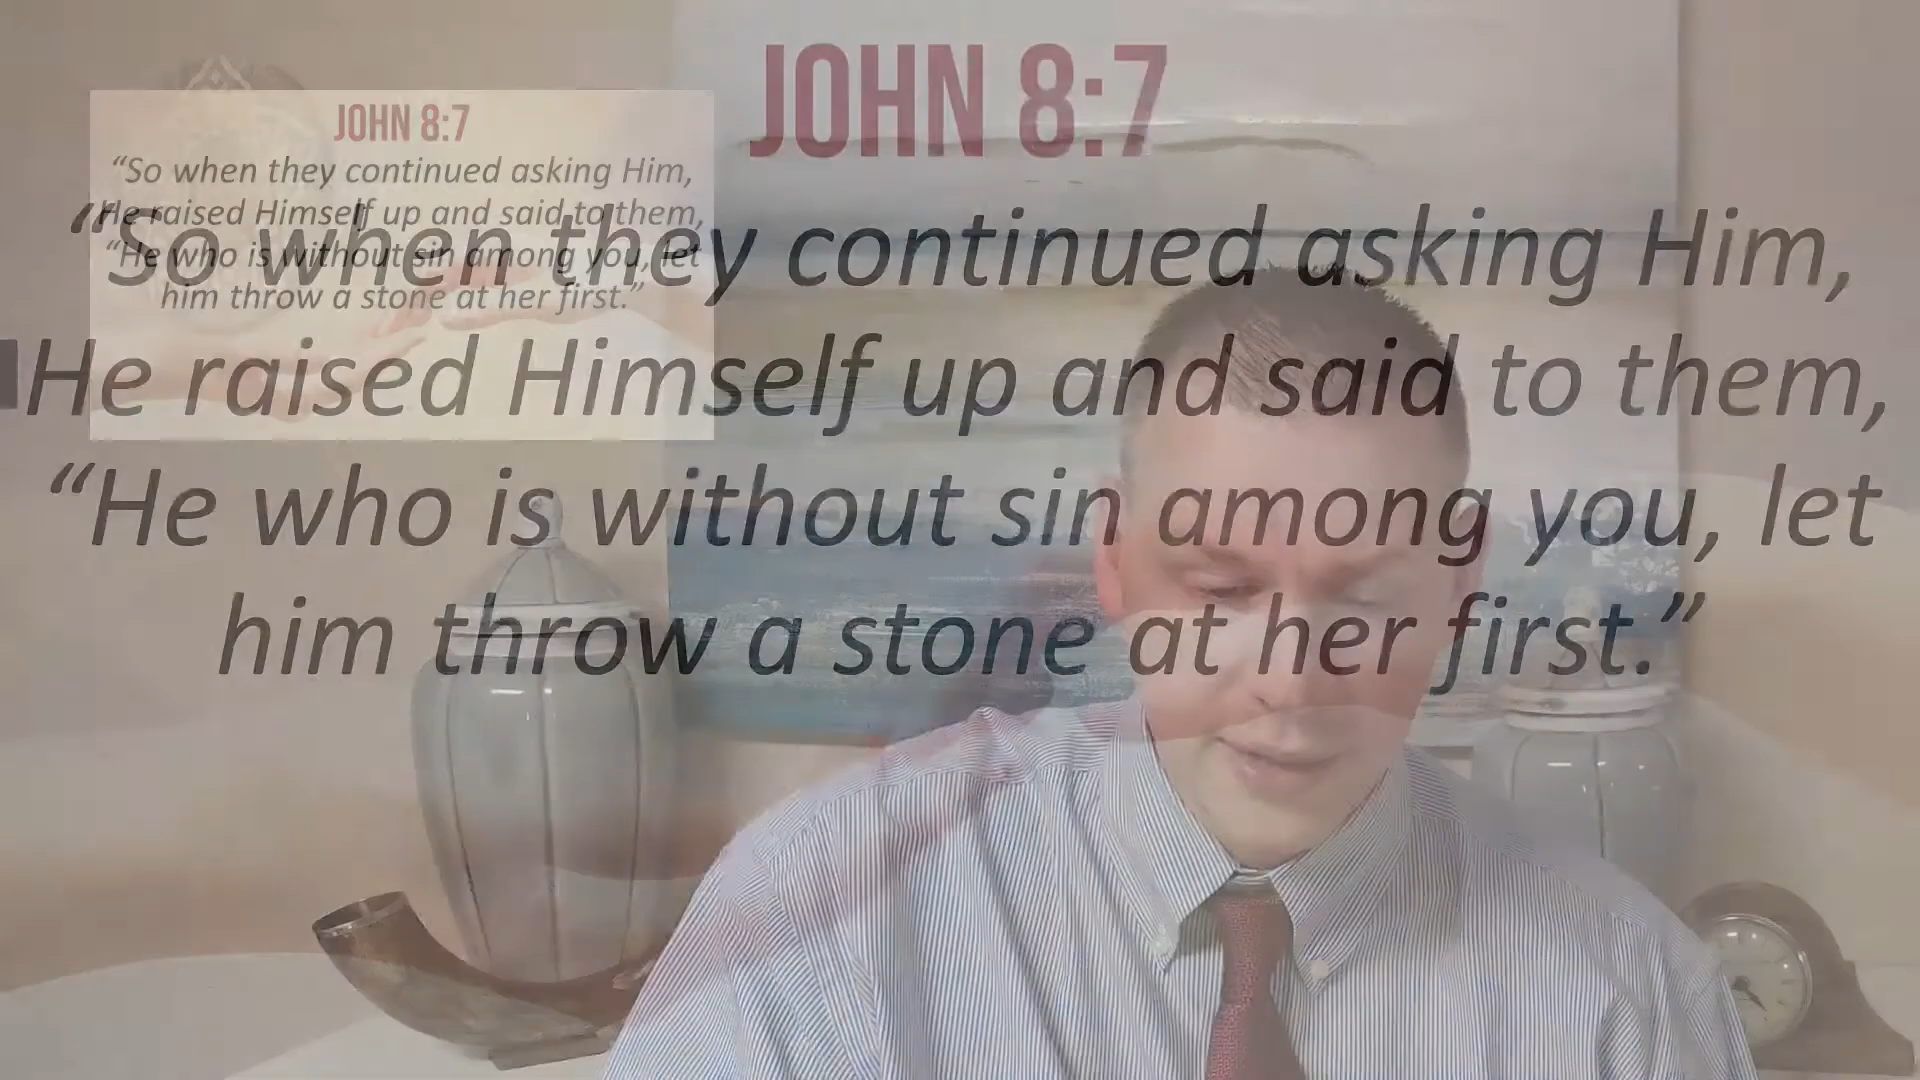 JOHN 8:7
“So when they continued asking Him,
He raised Himself up and said to them,
“He who is without sin among you, let
him throw a stone at her first.”
JOHN 8:7
“So when they continued asking Him,
He raised Himself up and said to them,
“He who is without sin among you, let
him throw a stone at her first.”